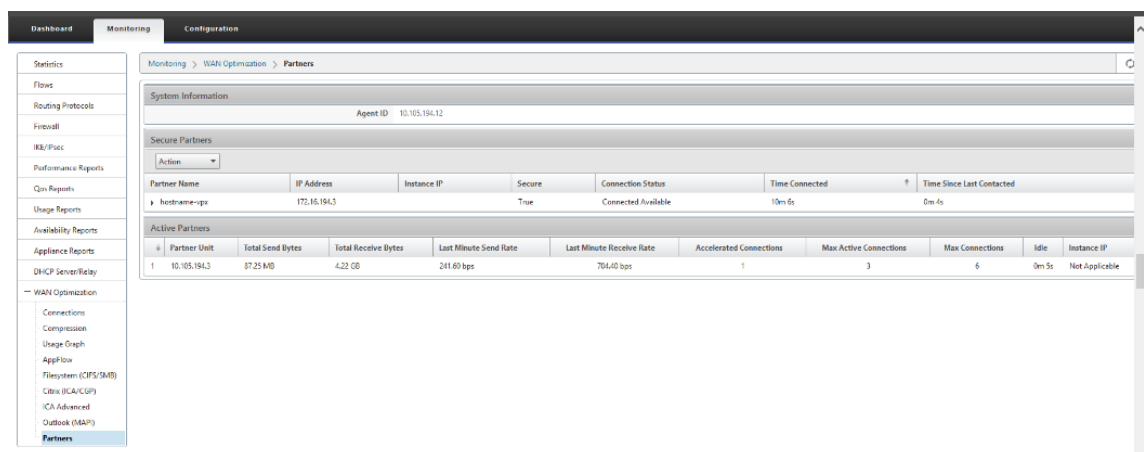 Dashboard Monitoring Configuration
Statistics
Flows
Routing Protocols
Firewall
IKE/IPsec
Performance Reports
Qos Reports
Usage Reports
Availability Reports
Appliance Reports
DHCP Server/Relay
WAN Optimization
Connections
Compression
Usage Graph
AppFlow
Filesystem (CIFS/SMB)
Citrix (ICA/CGP)
ICA Advanced
Outlook (MAPI)
Partners
Monitoring > WAN Optimization > Partners
System Information
Agent ID 10.105.194.12
Secure Partners
Action
Partner Name IP Address Instance IP Secure Connection Status Time Connected Time Since Last Contacted
hostname-vpx 172.16.194.3 True Connected Available 10m 6s 0m 4s
Active Partners
# Partner Unit Total Send Bytes Total Receive Bytes Last Minute Send Rate Last Minute Receive Rate Accelerated Connections Max Active Connections Max Connections Idle Instance IP
1 10.105.194.3 87.25 MB 4.22 GB 241.60 bps 704.40 bps 1 3 6 0m 5s Not Applicable